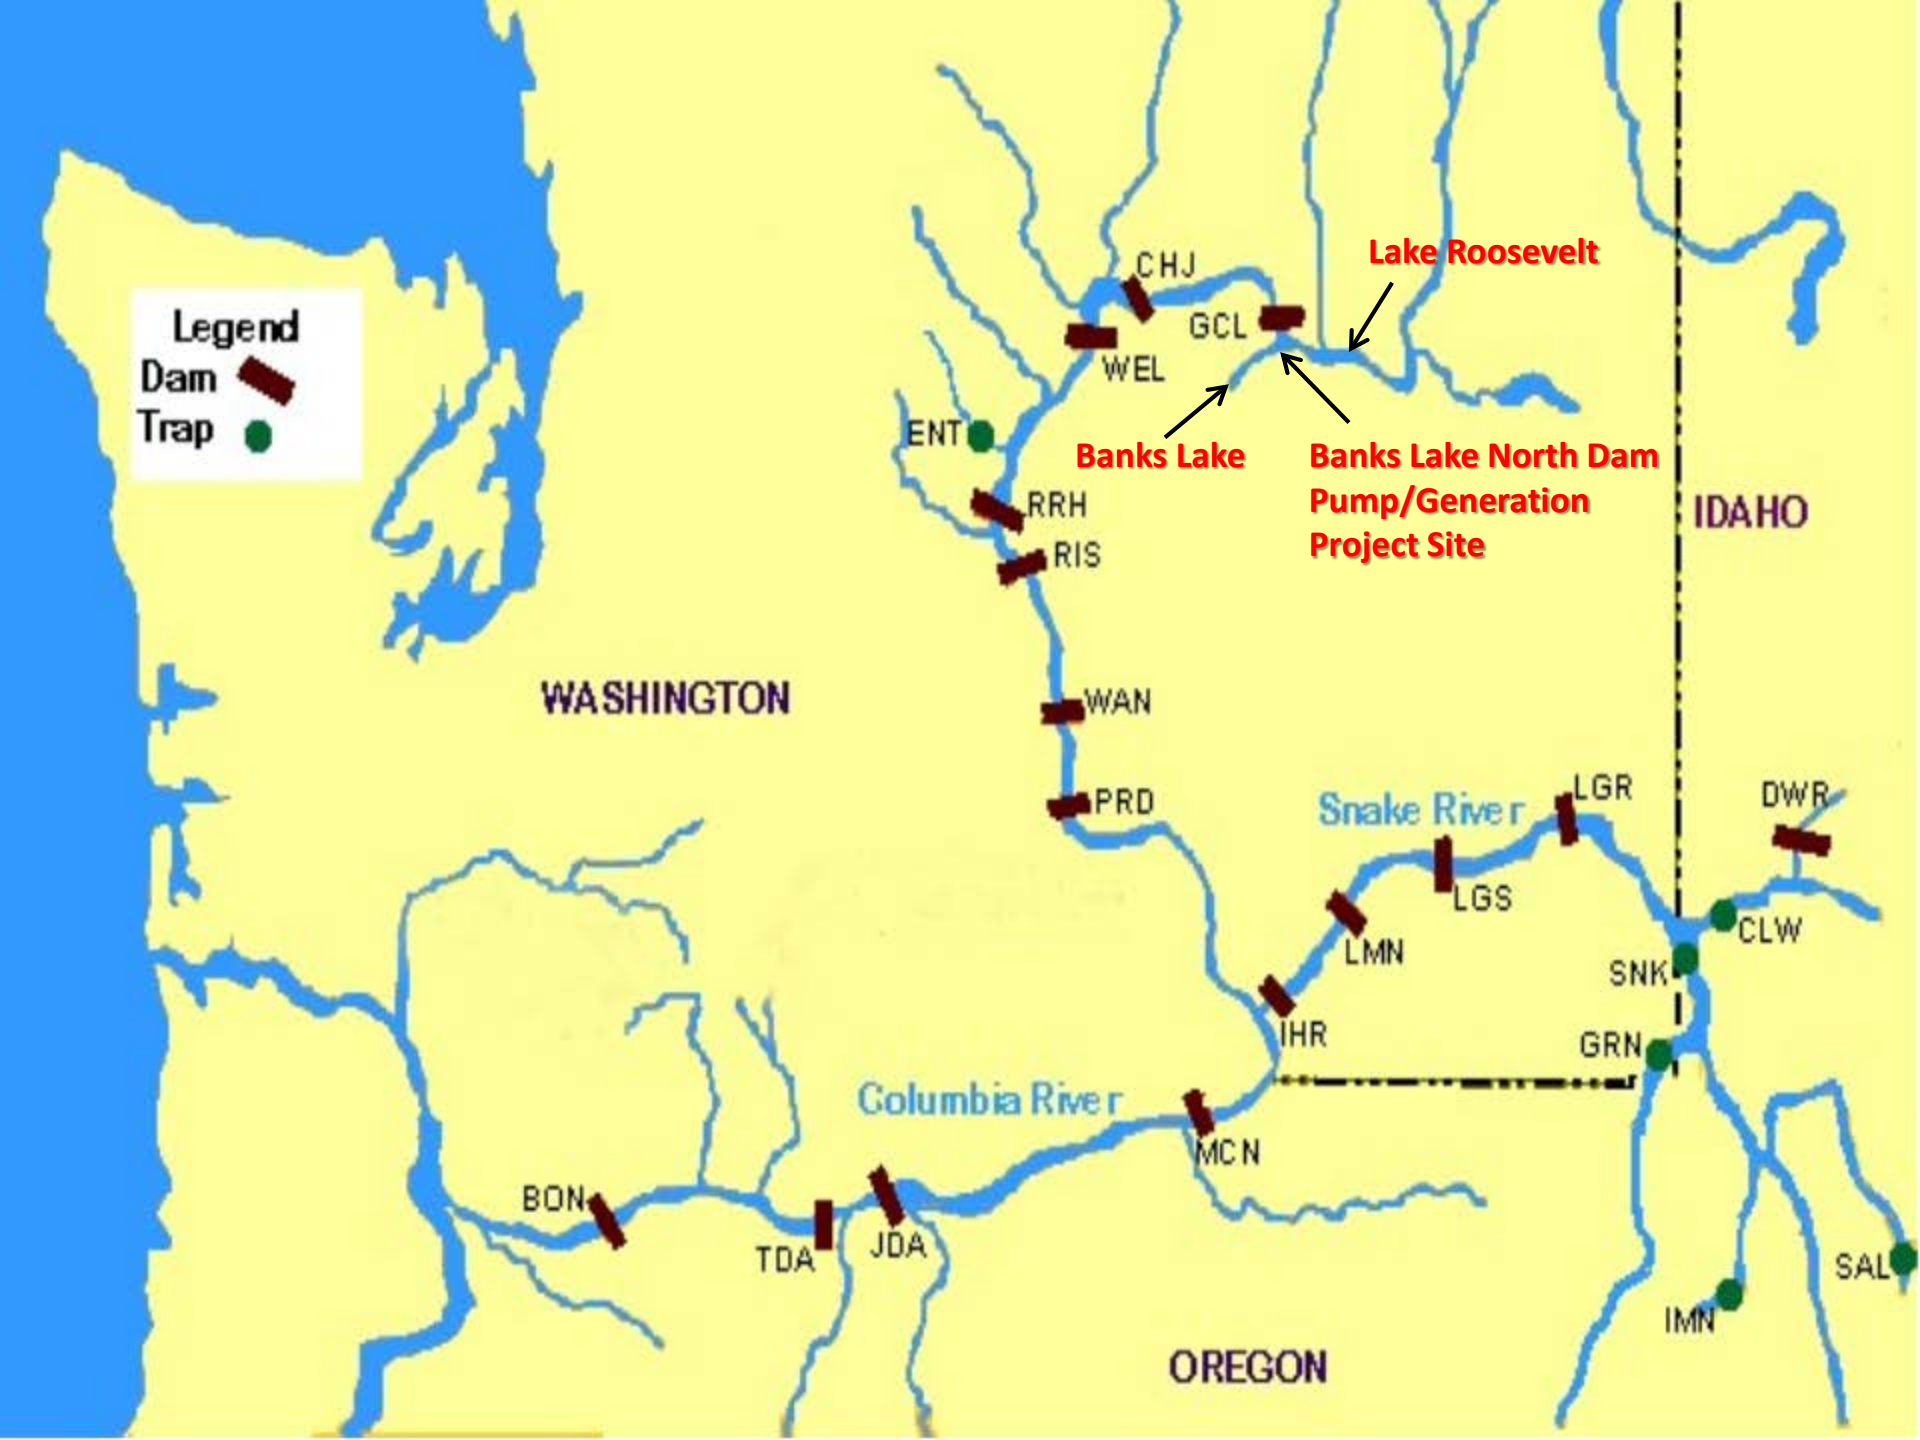 Lake Roosevelt
CHJ
Legend
GCL
Dam
WEL
Trap
ENT
Banks Lake
Banks Lake North Dam
Pump/Generation
Project Site
RRH
IDAHO
RIS
WASHINGTON
WAN
PRD
Snake River
LGR
DWR
LGS
CLW
LMN
SNK
IHR
GRN
Columbia River
MCN
BON
TDA
JDA
SAL
IMN
OREGON